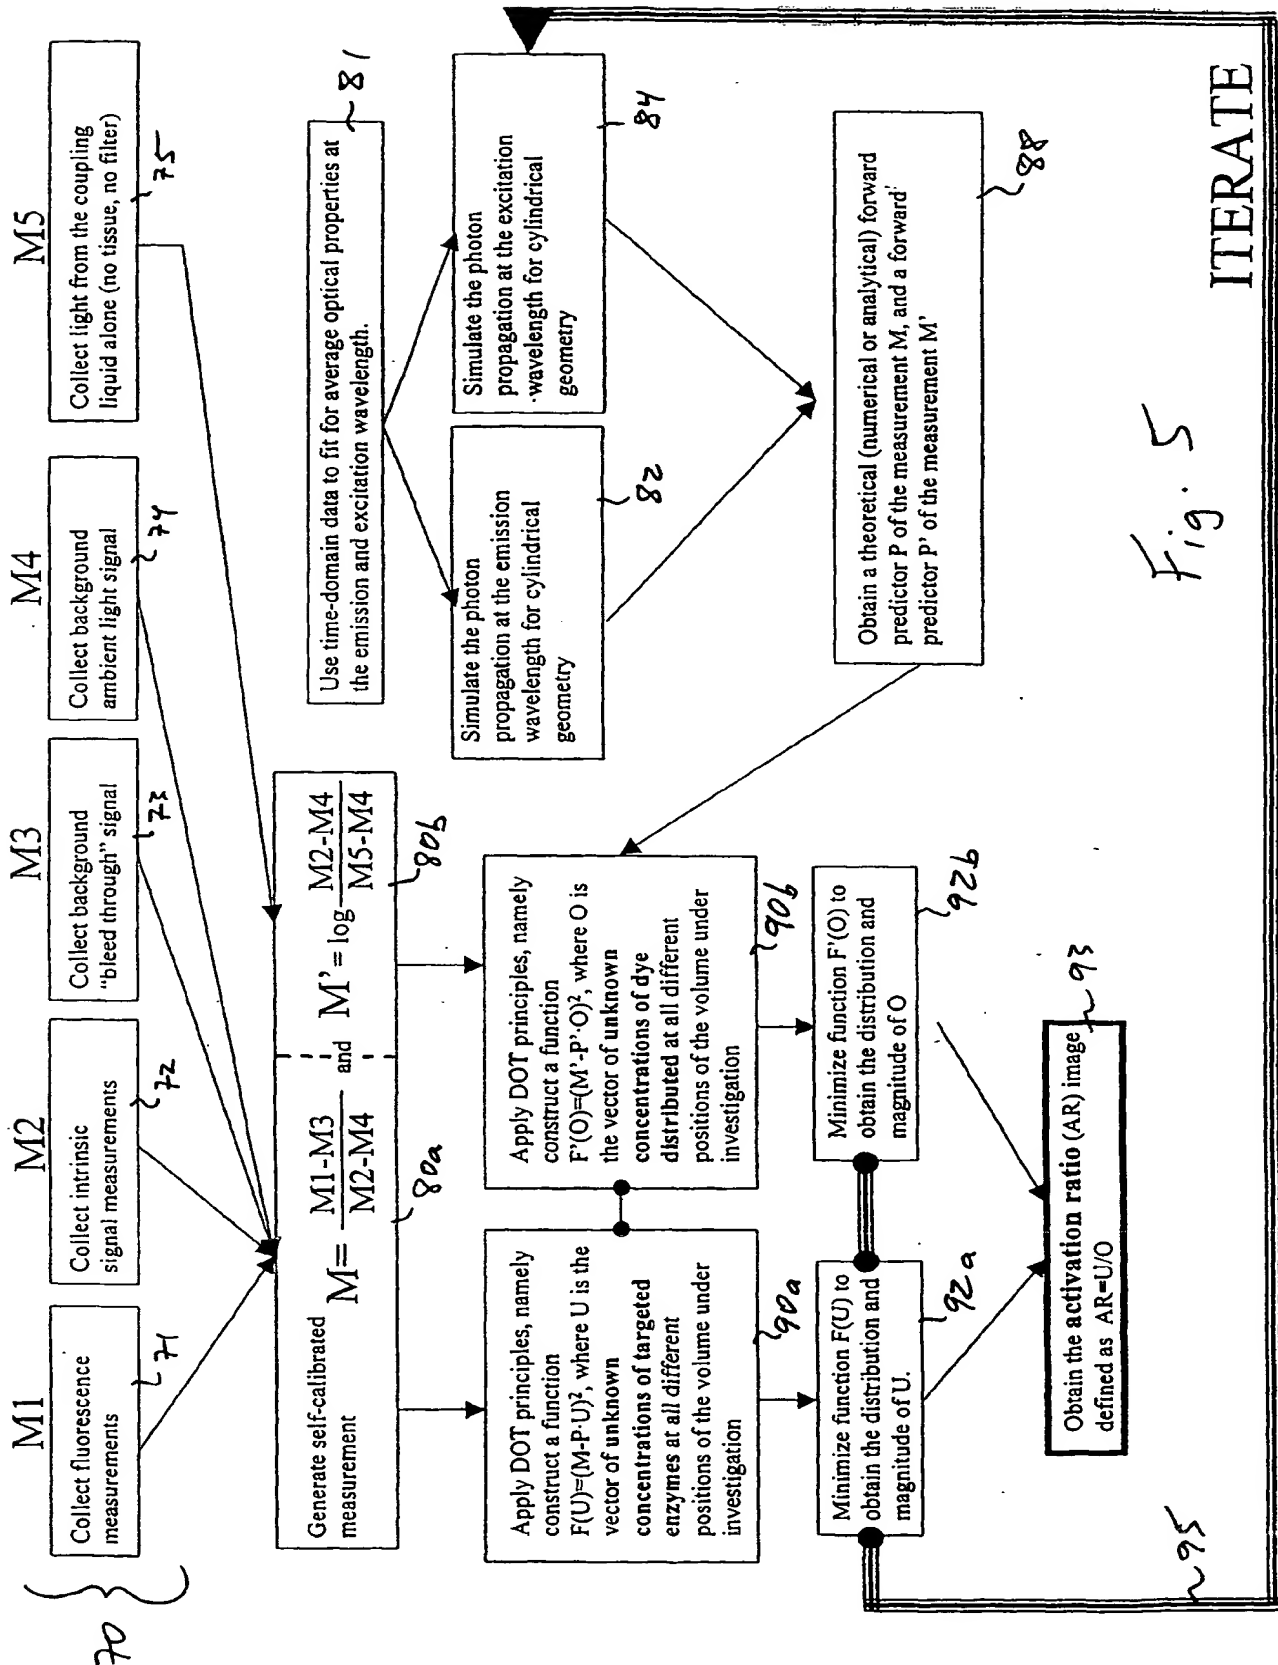 70
M1
Collect fluorescence
measurements
71
M2
Collect intrinsic
signal measurements
72
M3
Collect background
"bleed through" signal
73
M4
Collect background
ambient light signal
74
M5
Collect light from the coupling
liquid alone (no tissue, no filter)
75
Generate self-calibrated
measurement
M= M1-M3
M2-M4
80a
and
M' = log M2-M4
M5-M4
80b
Use time-domain data to fit for average optical properties at
the emission and excitation wavelength.
81
Simulate the photon
propagation at the emission
wavelength for cylindrical
geometry
82
Simulate the photon
propagation at the excitation
wavelength for cylindrical
geometry
84
Apply DOT principles, namely
construct a function
F(U)=(M-P·U)², where U is the
vector of unknown
concentrations of targeted
enzymes at all different
positions of the volume under
investigation
90a
Apply DOT principles, namely
construct a function
F'(O)=(M'-P'·O)², where O is
the vector of unknown
concentrations of dye
distributed at all different
positions of the volume under
investigation
90b
Obtain a theoretical (numerical or analytical) forward
predictor P of the measurement M, and a forward
predictor P' of the measurement M'
88
Minimize function F(U) to
obtain the distribution and
magnitude of U.
92a
Minimize function F'(O) to
obtain the distribution and
magnitude of O
92b
Obtain the activation ratio (AR) image
defined as AR=U/O
93
95
Fig. 5
ITERATE